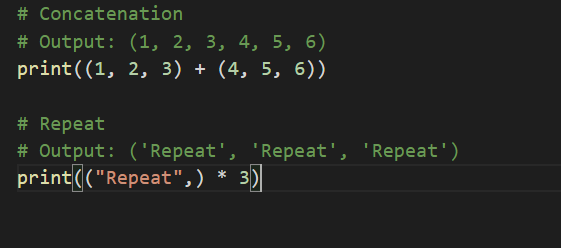 # Concatenation
# Output: (1, 2, 3, 4, 5, 6)
print((1, 2, 3) + (4, 5, 6))
# Repeat
# Output: ('Repeat', 'Repeat', 'Repeat')
print(("Repeat",) * 3)